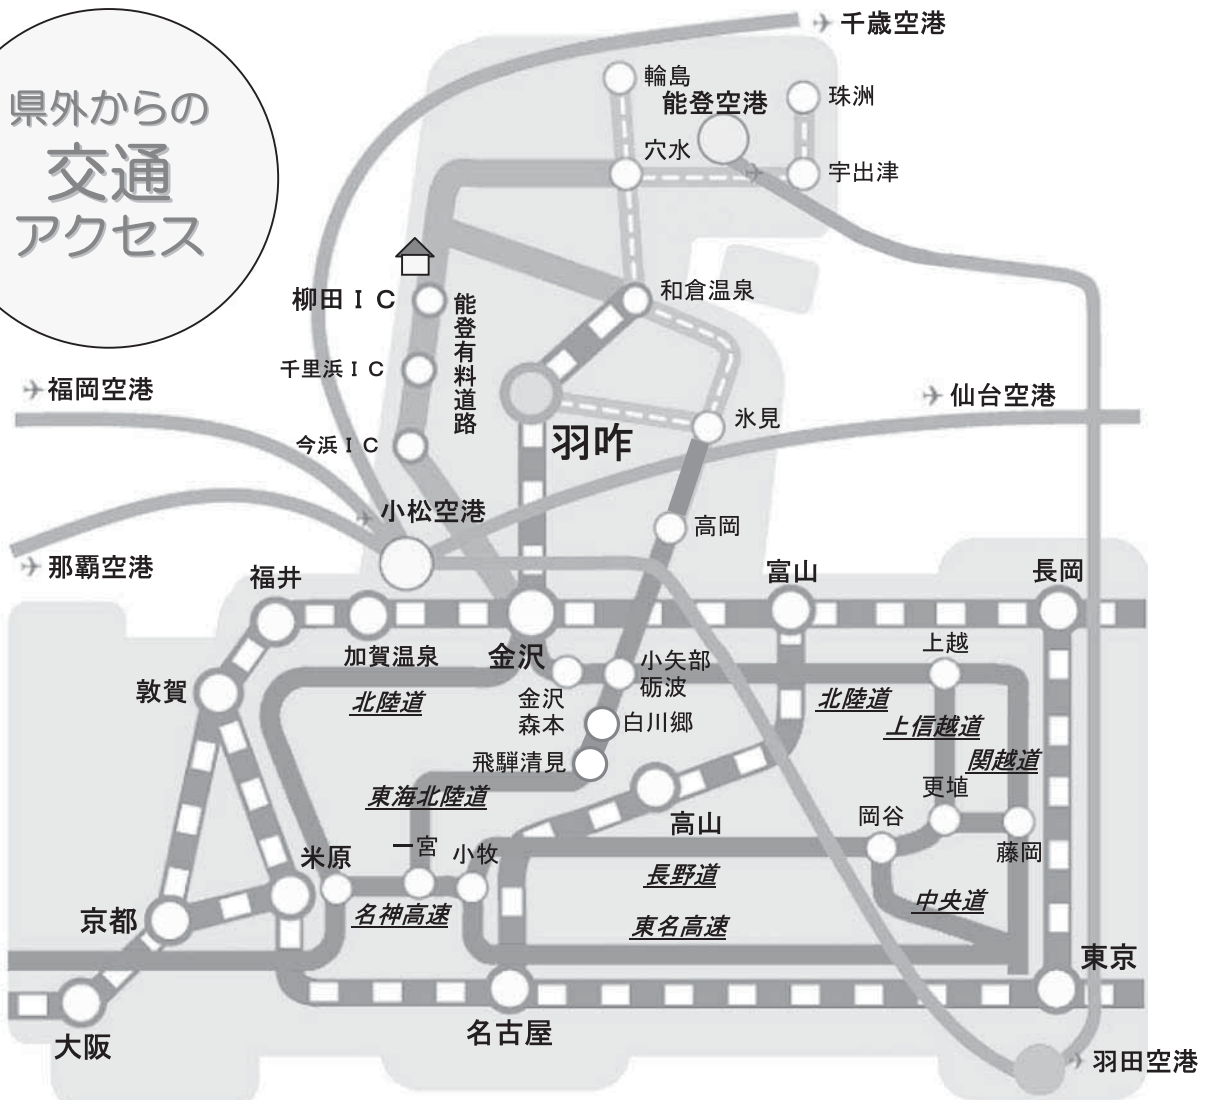 県外からの
交通
アクセス
千歳空港
輪島
能登空港
珠洲
穴水
宇出津
柳田ＩＣ
能登有料道路
和倉温泉
千里浜ＩＣ
福岡空港
仙台空港
氷見
羽咋
今浜ＩＣ
小松空港
高岡
那覇空港
福井
富山
長岡
加賀温泉
金沢
小矢部
砺波
上越
敦賀
北陸道
金沢
森本
白川郷
北陸道
上信越道
関越道
飛騨清見
東海北陸道
更埴
高山
岡谷
藤岡
米原
一宮
小牧
長野道
中央道
名神高速
京都
東名高速
東京
名古屋
大阪
羽田空港